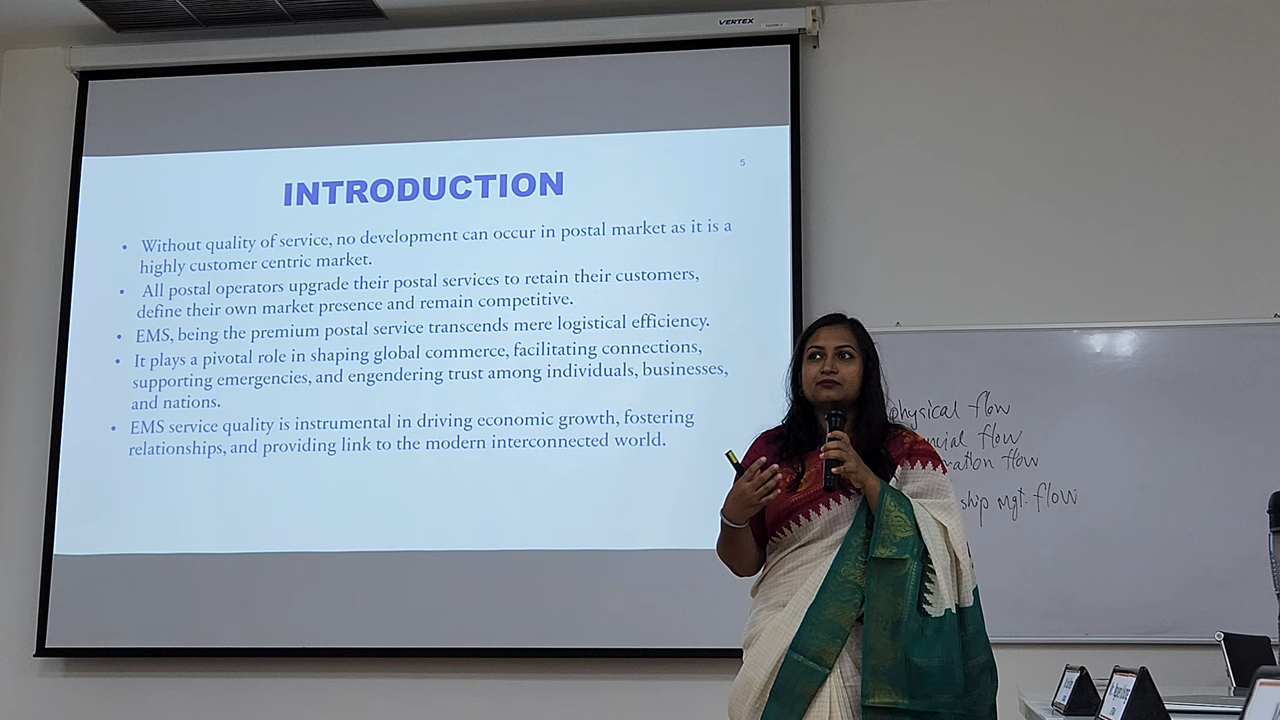 VERTEX
5
INTRODUCTION
• Without quality of service, no development can occur in postal market as it is a
highly customer centric market.
• All postal operators upgrade their postal services to retain their customers,
define their own market presence and remain competitive.
• EMS, being the premium postal service transcends mere logistical efficiency.
• It plays a pivotal role in shaping global commerce, facilitating connections,
supporting emergencies, and engendering trust among individuals, businesses,
and nations.
• EMS service quality is instrumental in driving economic growth, fostering
relationships, and providing link to the modern interconnected world.
physical flow
ncial flow
ration flow
ship mgt. flow